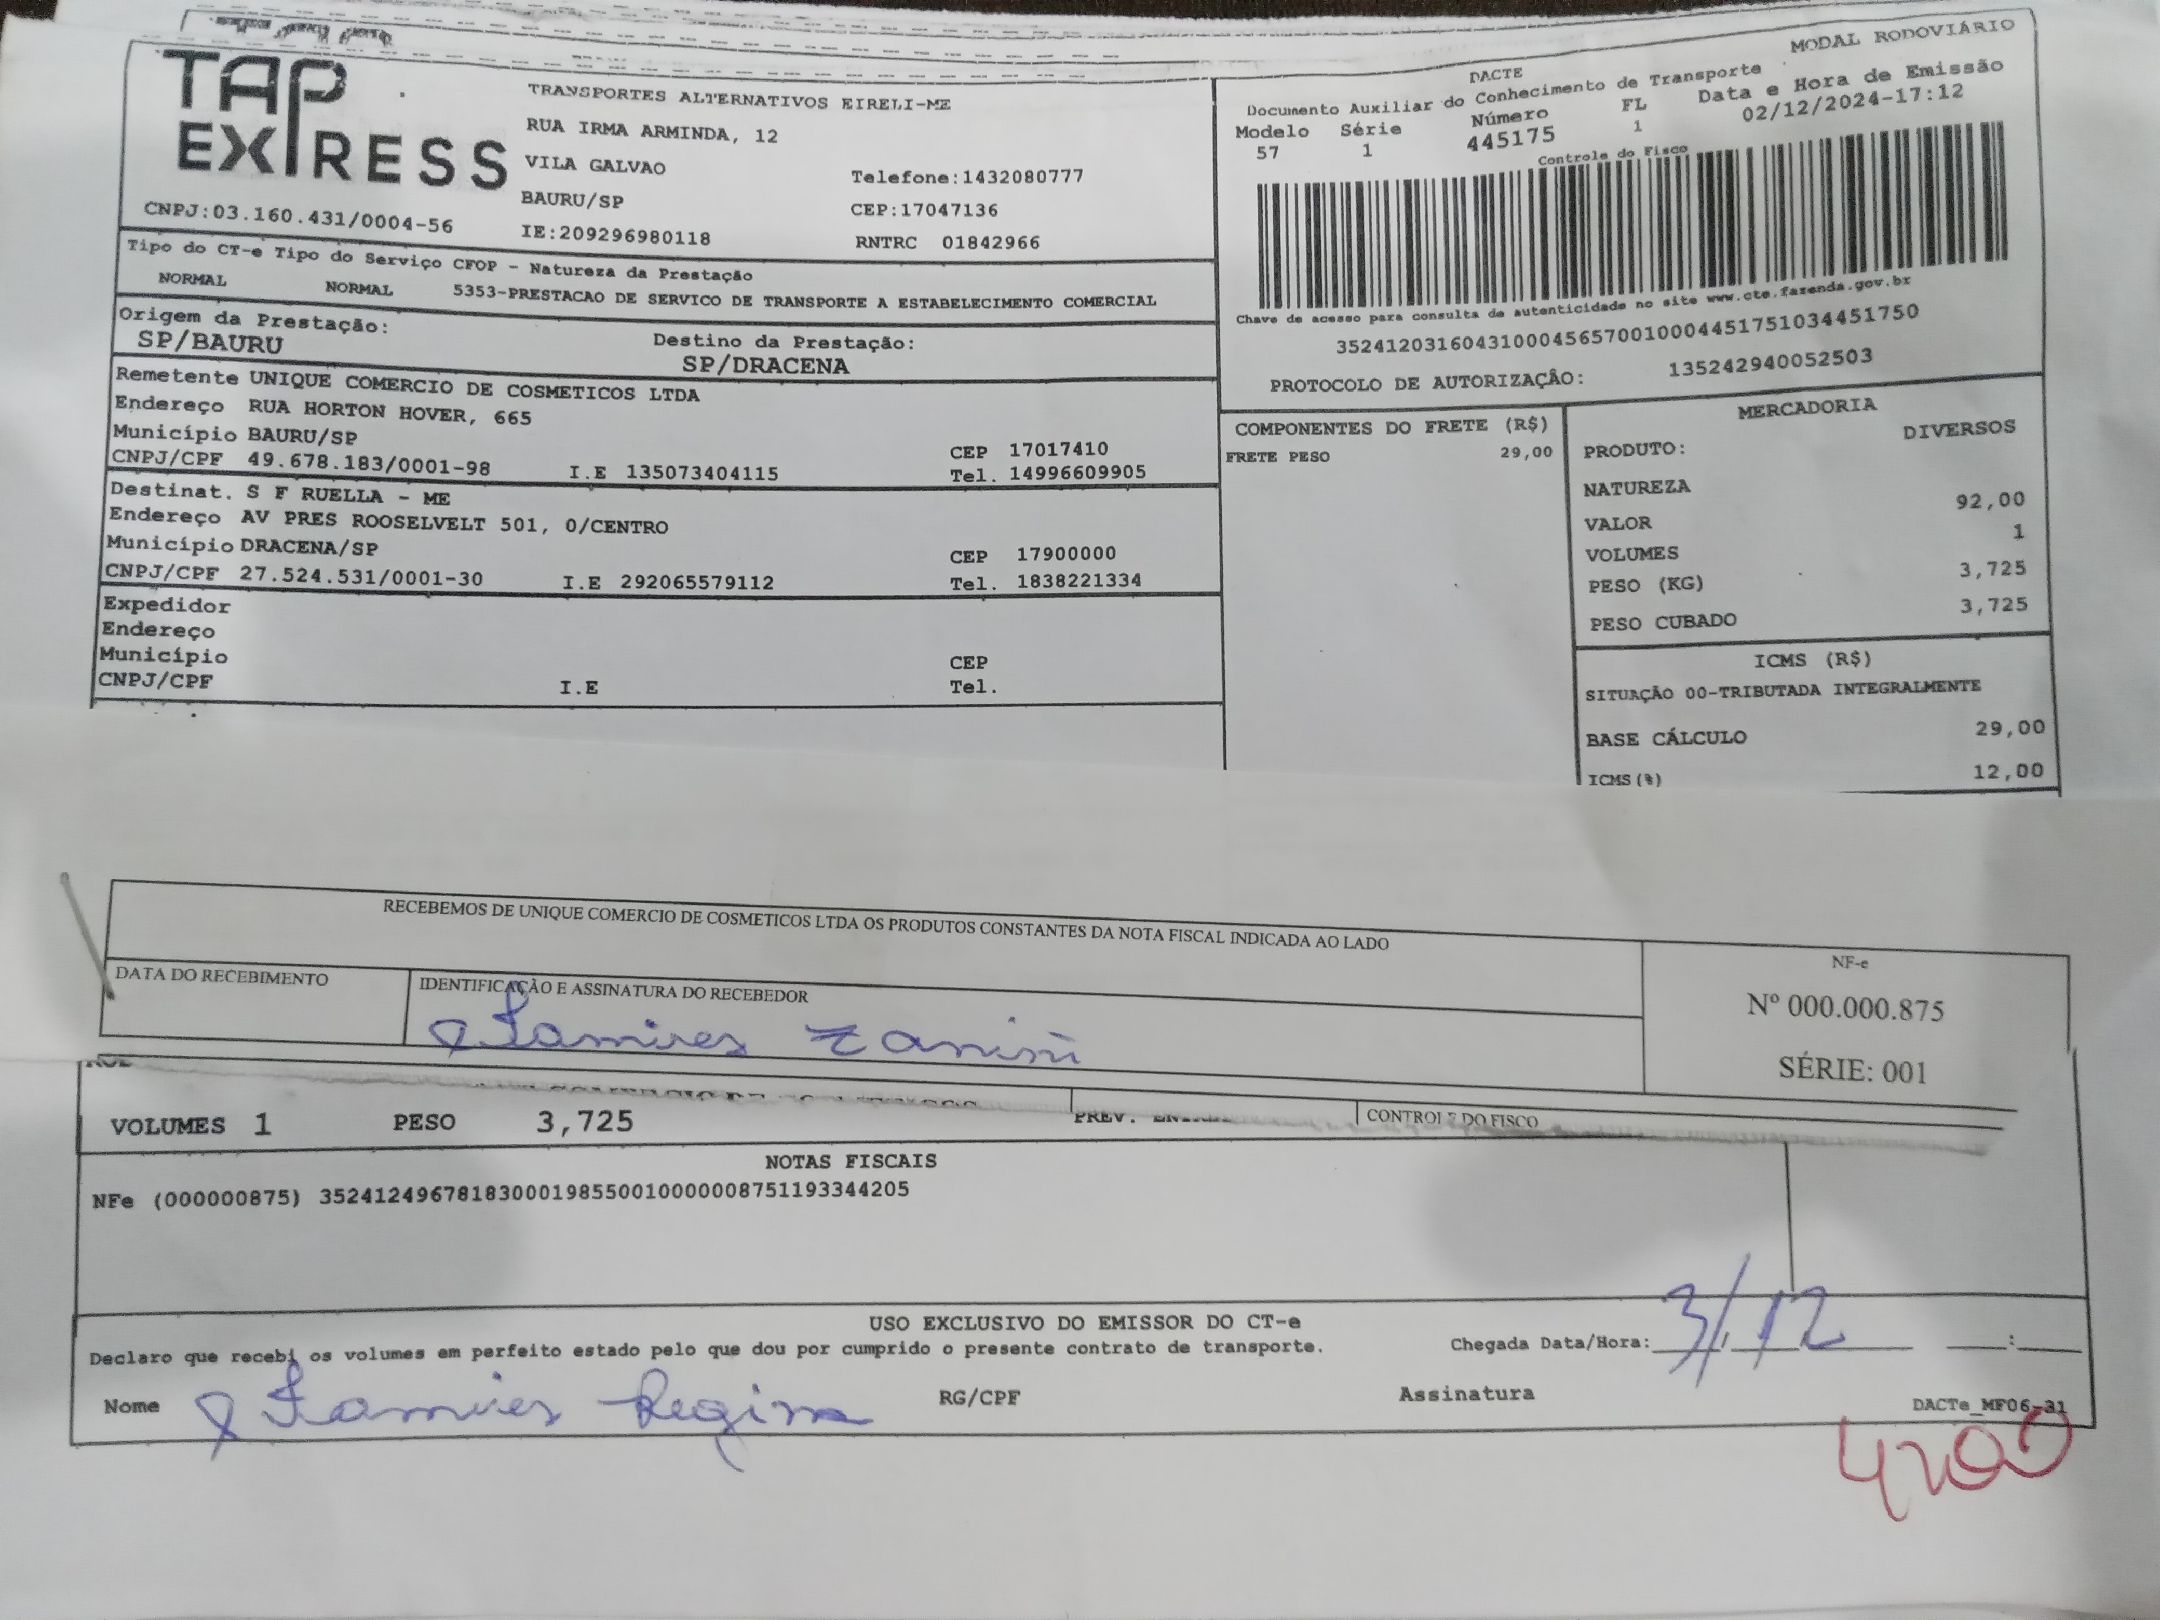 TAP EXPRESS
TRANSPORTES ALTERNATIVOS EIRELI-ME
RUA IRMA ARMINDA, 12
VILA GALVAO
Telefone:1432080777
BAURU/SP
CEP:17047136
CNPJ:03.160.431/0004-56
IE:209296980118
RNTRC 01842966
MODAL RODOVIÁRIO
DACTE
Documento Auxiliar do Conhecimento de Transporte
Data e Hora de Emissão
Modelo Série Número FL
57 1 445175 1
02/12/2024-17:12
Controle do Fisco
Chave de acesso para consulta de autenticidade no site www.cte.fazenda.gov.br
35241203160431000456570010004451751034451750
PROTOCOLO DE AUTORIZAÇÃO: 135242940052503
Tipo do CT-e Tipo do Serviço CFOP - Natureza da Prestação
NORMAL NORMAL 5353-PRESTACAO DE SERVICO DE TRANSPORTE A ESTABELECIMENTO COMERCIAL
Origem da Prestação: Destino da Prestação:
SP/BAURU SP/DRACENA
Remetente UNIQUE COMERCIO DE COSMETICOS LTDA
Endereço RUA HORTON HOVER, 665
Município BAURU/SP CEP 17017410
CNPJ/CPF 49.678.183/0001-98 I.E 135073404115 Tel. 14996609905
Destinat. S F RUELLA - ME
Endereço AV PRES ROOSELVELT 501, 0/CENTRO
Município DRACENA/SP CEP 17900000
CNPJ/CPF 27.524.531/0001-30 I.E 292065579112 Tel. 1838221334
Expedidor
Endereço
Município CEP
CNPJ/CPF I.E Tel.
COMPONENTES DO FRETE (R$)
FRETE PESO 29,00
MERCADORIA
PRODUTO: DIVERSOS
NATUREZA
VALOR 92,00
VOLUMES 1
PESO (KG) 3,725
PESO CUBADO 3,725
ICMS (R$)
SITUAÇÃO 00-TRIBUTADA INTEGRALMENTE
BASE CÁLCULO 29,00
ICMS(%) 12,00
RECEBEMOS DE UNIQUE COMERCIO DE COSMETICOS LTDA OS PRODUTOS CONSTANTES DA NOTA FISCAL INDICADA AO LADO
DATA DO RECEBIMENTO
IDENTIFICAÇÃO E ASSINATURA DO RECEBEDOR
Zanini
NF-e
Nº 000.000.875
SÉRIE: 001
VOLUMES 1 PESO 3,725
PREV.
CONTROLE DO FISCO
NOTAS FISCAIS
NFe (000000875) 35241249678183000198550010000008751193344205
USO EXCLUSIVO DO EMISSOR DO CT-e
Declaro que recebi os volumes em perfeito estado pelo que dou por cumprido o presente contrato de transporte.
Chegada Data/Hora: 3/12 :
Nome Regina RG/CPF Assinatura
DACTe_MF06-31
4200